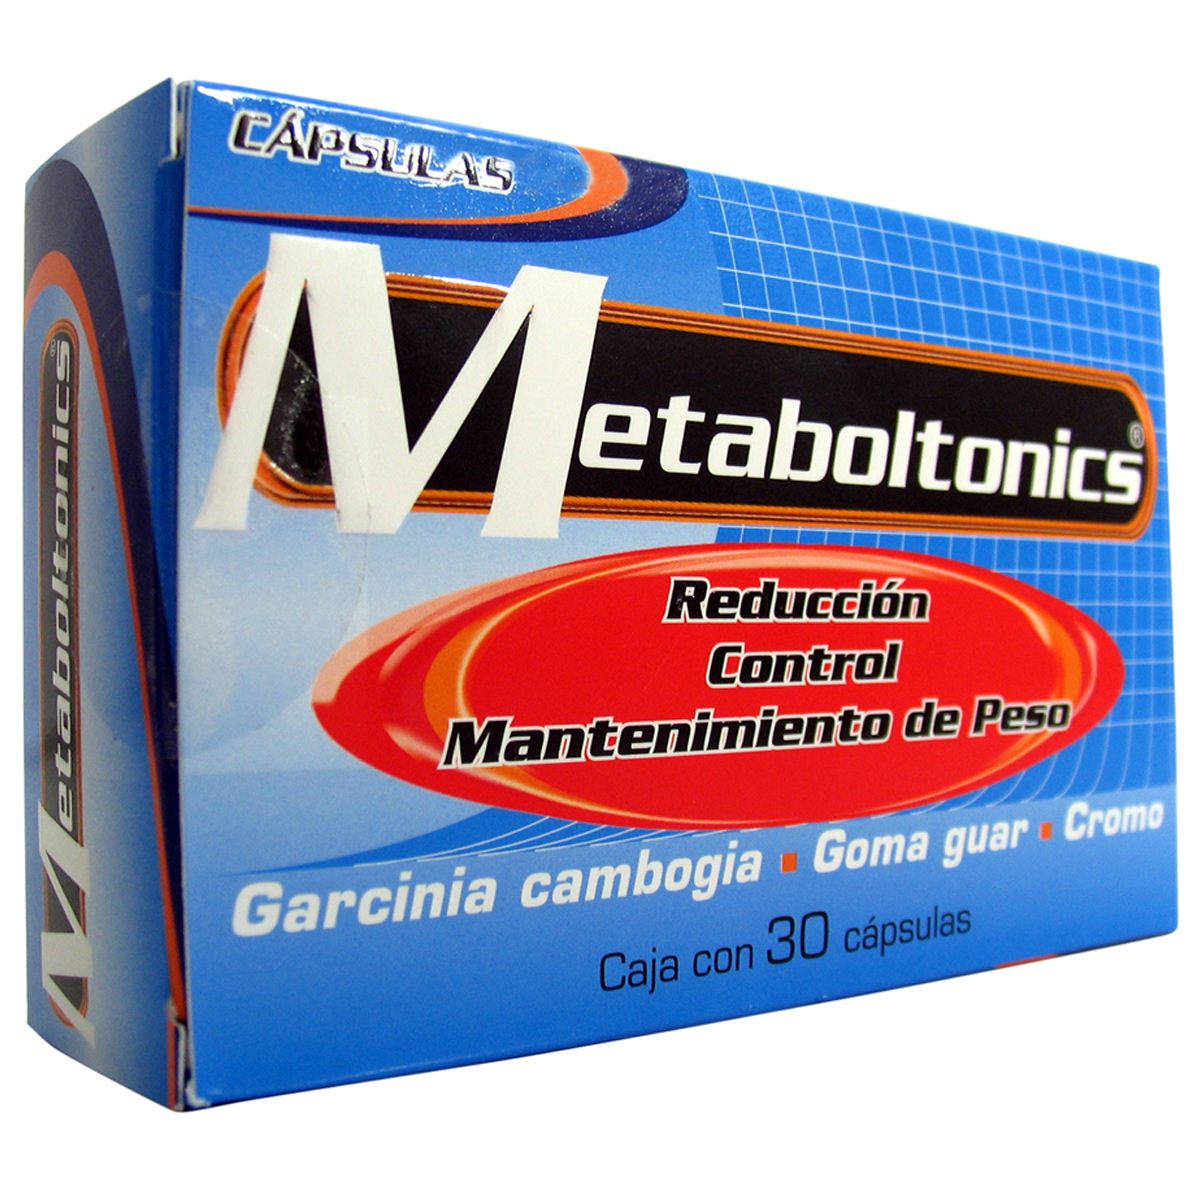 CÁPSULAS
Metaboltonics®
Reducción
Control
Mantenimiento de Peso
Garcinia cambogia ▪ Goma guar ▪ Cromo
Caja con 30 cápsulas
Metaboltonics®